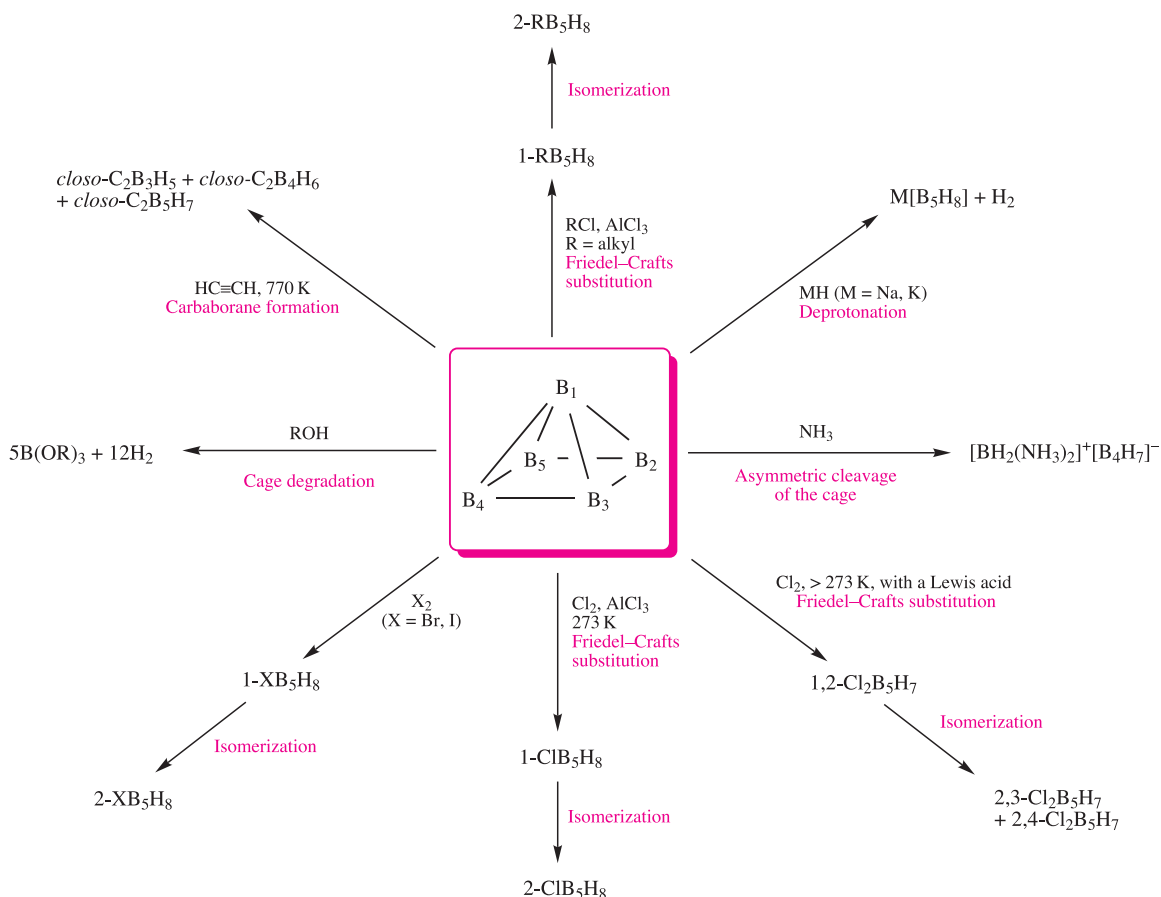 2-RB₅H₈
Isomerization
1-RB₅H₈
closo-C₂B₃H₅ + closo-C₂B₄H₆
+ closo-C₂B₅H₇
M[B₅H₈] + H₂
RCl, AlCl₃
R = alkyl
Friedel–Crafts
substitution
HC≡CH, 770 K
Carbaborane formation
MH (M = Na, K)
Deprotonation
B₁
B₅
B₂
B₄
B₃
5B(OR)₃ + 12H₂
ROH
Cage degradation
NH₃
Asymmetric cleavage
of the cage
[BH₂(NH₃)₂]⁺[B₄H₇]⁻
X₂
(X = Br, I)
Cl₂, AlCl₃
273 K
Friedel–Crafts
substitution
Cl₂, > 273 K, with a Lewis acid
Friedel–Crafts substitution
1-XB₅H₈
Isomerization
2-XB₅H₈
1-ClB₅H₈
Isomerization
2-ClB₅H₈
1,2-Cl₂B₅H₇
Isomerization
2,3-Cl₂B₅H₇
+ 2,4-Cl₂B₅H₇